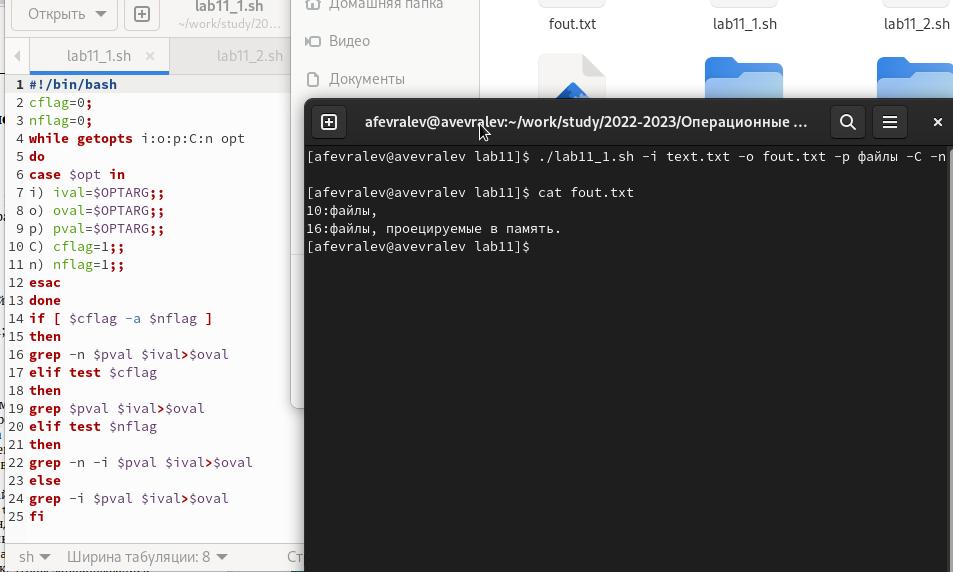 Открыть
lab11_1.sh
~/work/study/20...
lab11_1.sh
lab11_2.sh
1 #!/bin/bash
2 cflag=0;
3 nflag=0;
4 while getopts i:o:p:C:n opt
5 do
6 case $opt in
7 i) ival=$OPTARG;;
8 o) oval=$OPTARG;;
9 p) pval=$OPTARG;;
10 C) cflag=1;;
11 n) nflag=1;;
12 esac
13 done
14 if [ $cflag -a $nflag ]
15 then
16 grep -n $pval $ival>$oval
17 elif test $cflag
18 then
19 grep $pval $ival>$oval
20 elif test $nflag
21 then
22 grep -n -i $pval $ival>$oval
23 else
24 grep -i $pval $ival>$oval
25 fi
sh
Ширина табуляции: 8
Ст
Домашняя папка
Видео
Документы
fout.txt
lab11_1.sh
lab11_2.sh
afevralev@avevralev:~/work/study/2022-2023/Операционные ...
[afevralev@avevralev lab11]$ ./lab11_1.sh -i text.txt -o fout.txt -p файлы -C -n
[afevralev@avevralev lab11]$ cat fout.txt
10:файлы,
16:файлы, проецируемые в память.
[afevralev@avevralev lab11]$